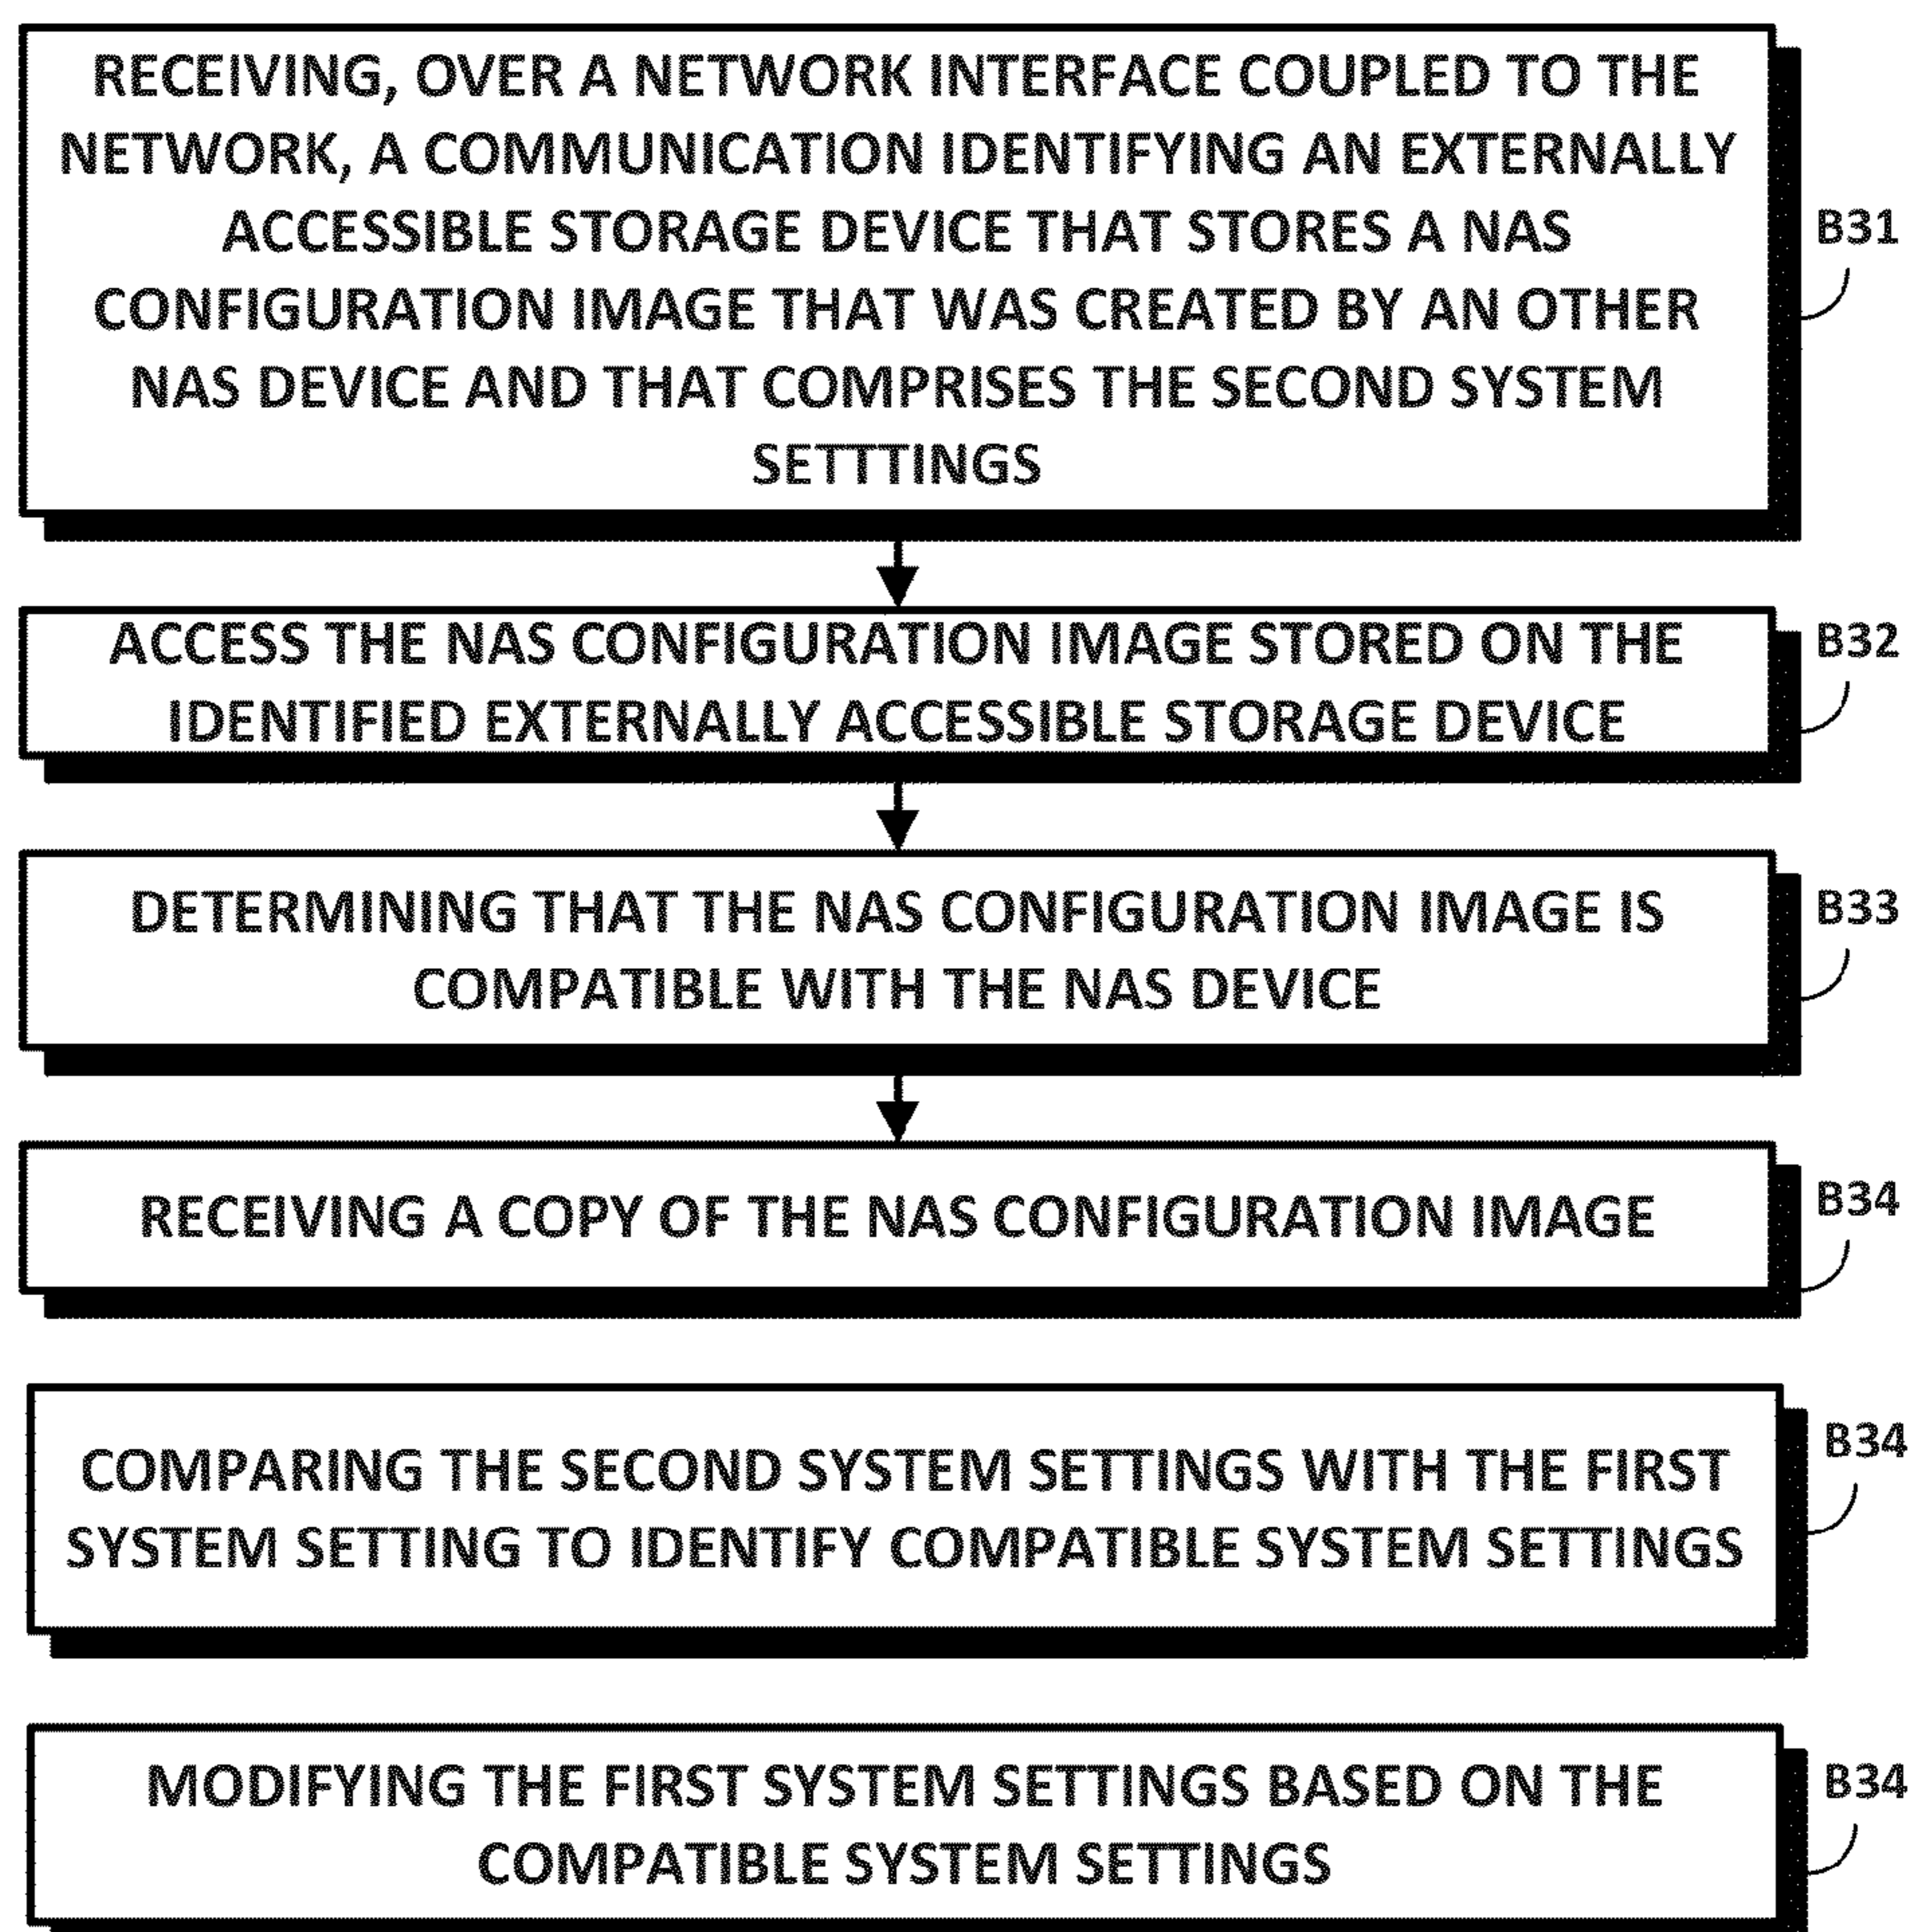 RECEIVING, OVER A NETWORK INTERFACE COUPLED TO THE
NETWORK, A COMMUNICATION IDENTIFYING AN EXTERNALLY
ACCESSIBLE STORAGE DEVICE THAT STORES A NAS
CONFIGURATION IMAGE THAT WAS CREATED BY AN OTHER
NAS DEVICE AND THAT COMPRISES THE SECOND SYSTEM
SETTTINGS
B31
ACCESS THE NAS CONFIGURATION IMAGE STORED ON THE
IDENTIFIED EXTERNALLY ACCESSIBLE STORAGE DEVICE
B32
DETERMINING THAT THE NAS CONFIGURATION IMAGE IS
COMPATIBLE WITH THE NAS DEVICE
B33
RECEIVING A COPY OF THE NAS CONFIGURATION IMAGE
B34
COMPARING THE SECOND SYSTEM SETTINGS WITH THE FIRST
SYSTEM SETTING TO IDENTIFY COMPATIBLE SYSTEM SETTINGS
B34
MODIFYING THE FIRST SYSTEM SETTINGS BASED ON THE
COMPATIBLE SYSTEM SETTINGS
B34